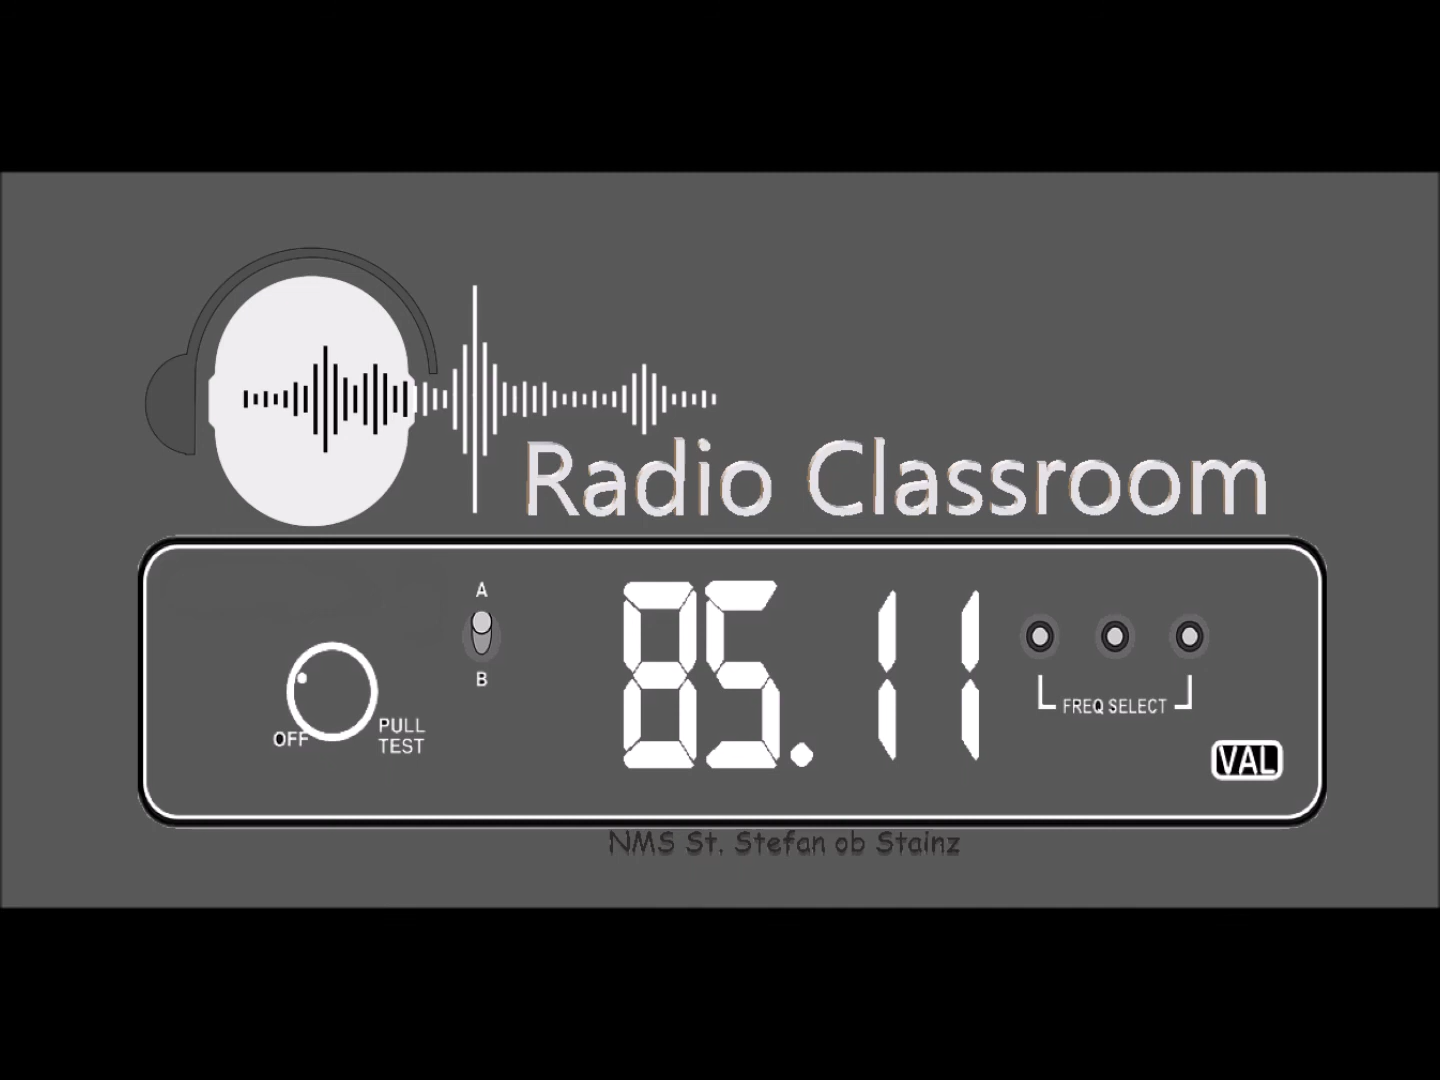 Radio Classroom
A
B
OFF
PULL
TEST
85.11
FREQ SELECT
VAL
NMS St. Stefan ob Stainz